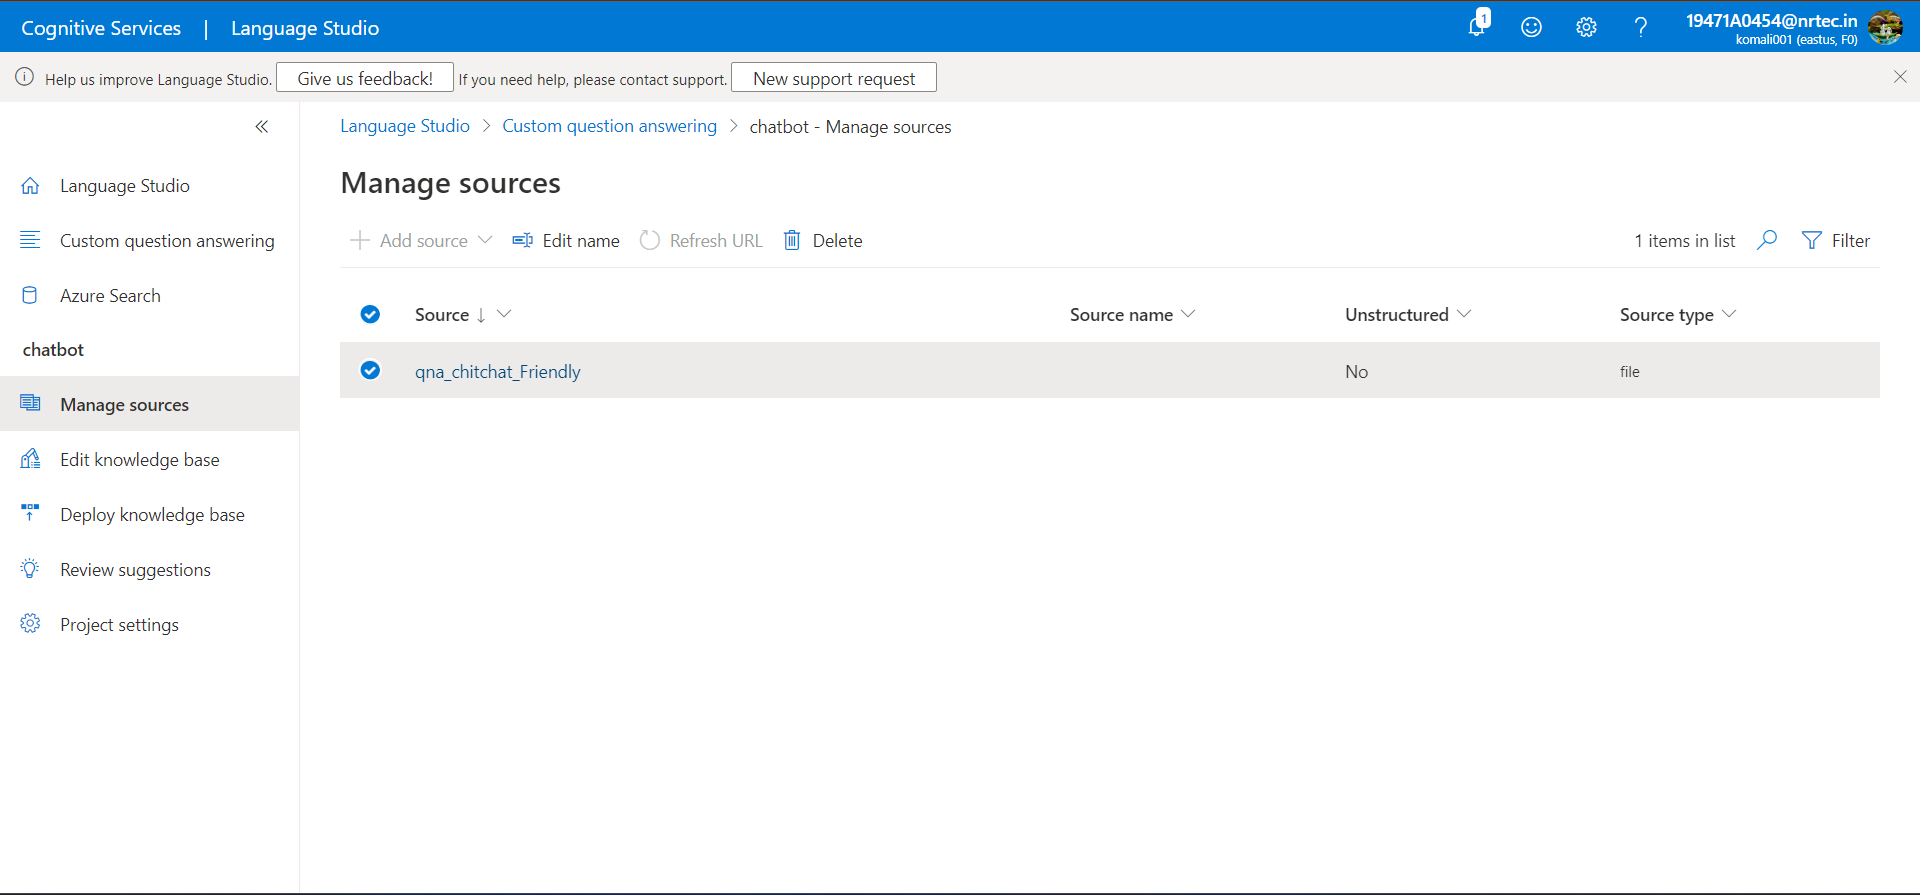 Cognitive Services | Language Studio
1
19471A0454@nrtec.in
komali001 (eastus, F0)
Help us improve Language Studio. Give us feedback! If you need help, please contact support. New support request
Language Studio > Custom question answering > chatbot - Manage sources
Language Studio
Custom question answering
Azure Search
chatbot
Manage sources
Edit knowledge base
Deploy knowledge base
Review suggestions
Project settings
Manage sources
Add source Edit name Refresh URL Delete 1 items in list Filter
Source ↓ Source name Unstructured Source type
qna_chitchat_Friendly No file